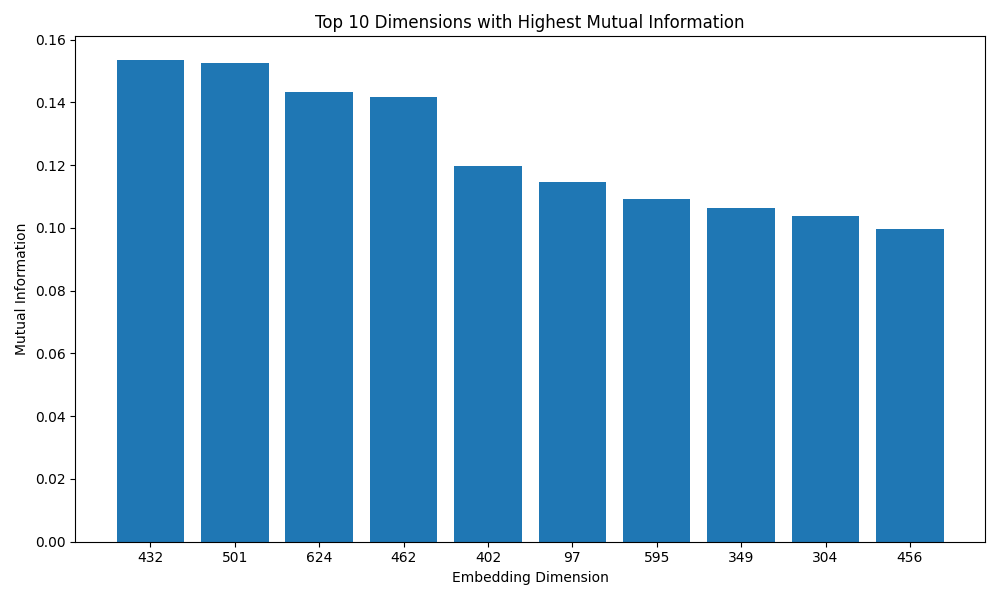 Top 10 Dimensions with Highest Mutual Information
0.16
0.14
0.12
0.10
0.08
0.06
0.04
0.02
0.00
Mutual Information
432 501 624 462 402 97 595 349 304 456
Embedding Dimension